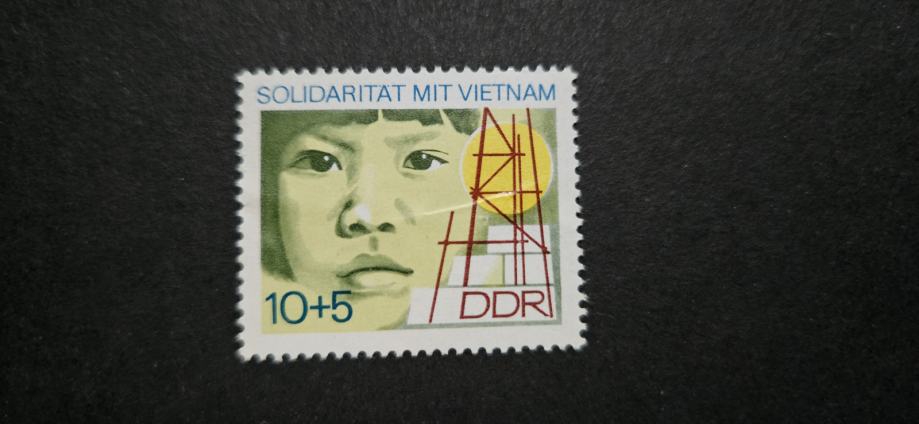 SOLIDARITÄT MIT VIETNAM
10+5
DDR